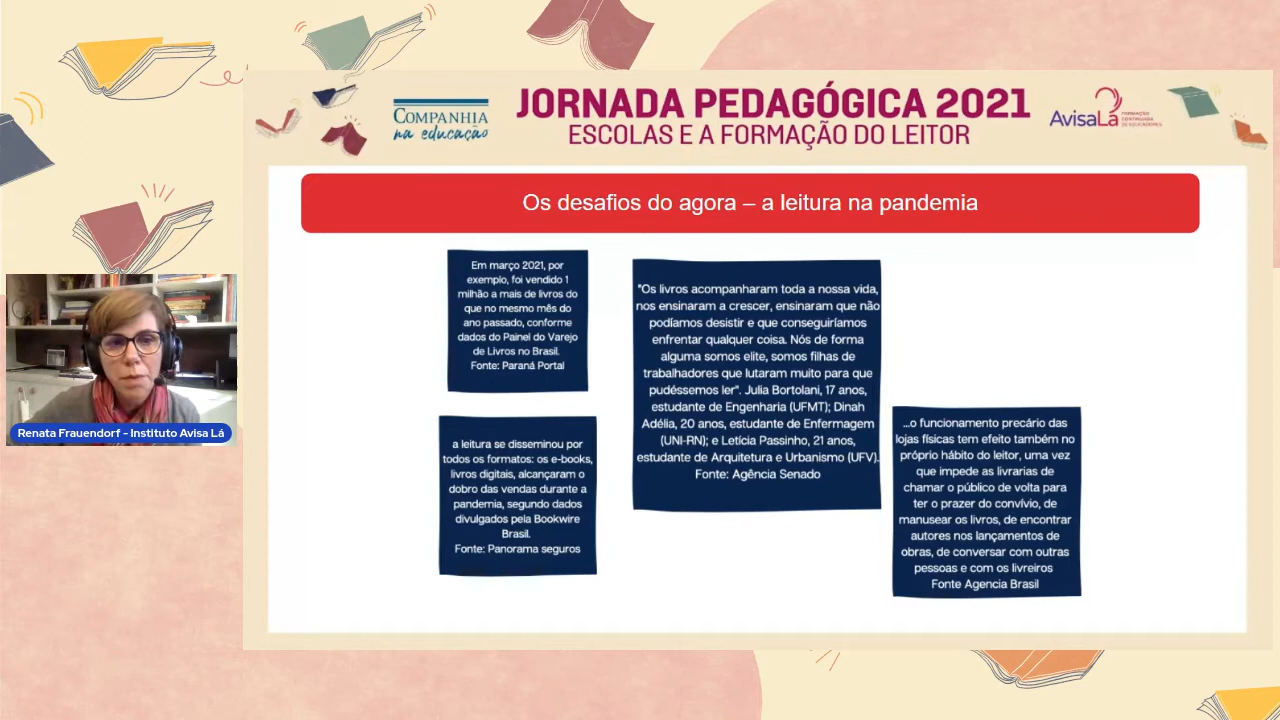 COMPANHIA
na educação
JORNADA PEDAGÓGICA 2021
ESCOLAS E A FORMAÇÃO DO LEITOR
AvisaLá
FORMAÇÃO
CONTINUADA
DE EDUCADORES
Os desafios do agora – a leitura na pandemia
Em março 2021, por
exemplo, foi vendido 1
milhão a mais de livros do
que no mesmo mês do
ano passado, conforme
dados do Painel do Varejo
de Livros no Brasil.
Fonte: Paraná Portal
a leitura se disseminou por
todos os formatos: os e-books,
livros digitais, alcançaram o
dobro das vendas durante a
pandemia, segundo dados
divulgados pela Bookwire
Brasil.
Fonte: Panorama seguros
"Os livros acompanharam toda a nossa vida,
nos ensinaram a crescer, ensinaram que não
podíamos desistir e que conseguiríamos
enfrentar qualquer coisa. Nós de forma
alguma somos elite, somos filhas de
trabalhadores que lutaram muito para que
pudéssemos ler". Julia Bortolani, 17 anos,
estudante de Engenharia (UFMT); Dinah
Adélia, 20 anos, estudante de Enfermagem
(UNI-RN); e Letícia Passinho, 21 anos,
estudante de Arquitetura e Urbanismo (UFV).
Fonte: Agência Senado
...o funcionamento precário das
lojas físicas tem efeito também no
próprio hábito do leitor, uma vez
que impede as livrarias de
chamar o público de volta para
ter o prazer do convívio, de
manusear os livros, de encontrar
autores nos lançamentos de
obras, de conversar com outras
pessoas e com os livreiros
Fonte Agencia Brasil
Renata Frauendorf - Instituto Avisa Lá